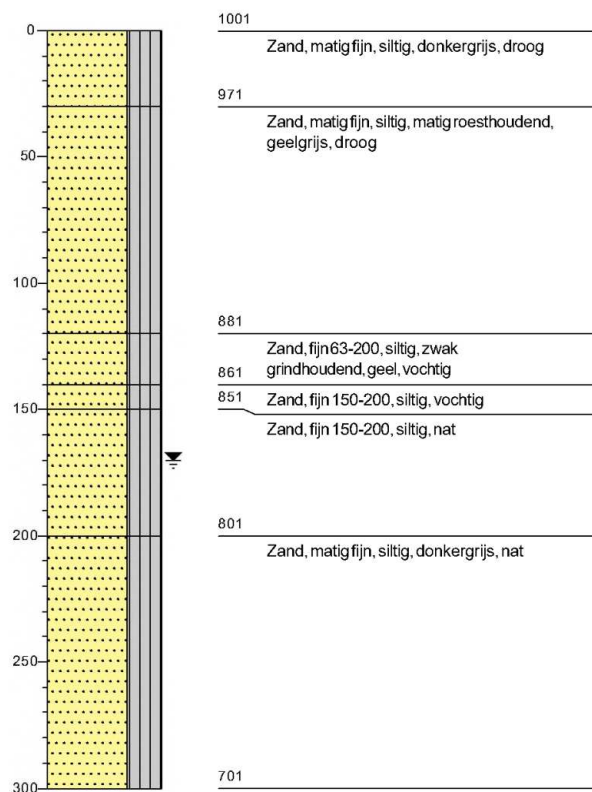 0
50
100
150
200
250
300
1001
Zand, matig fijn, siltig, donkergrijs, droog
971
Zand, matig fijn, siltig, matig roesthoudend,
geelgrijs, droog
881
Zand, fijn 63-200, siltig, zwak
grindhoudend, geel, vochtig
861
851
Zand, fijn 150-200, siltig, vochtig
Zand, fijn 150-200, siltig, nat
801
Zand, matig fijn, siltig, donkergrijs, nat
701